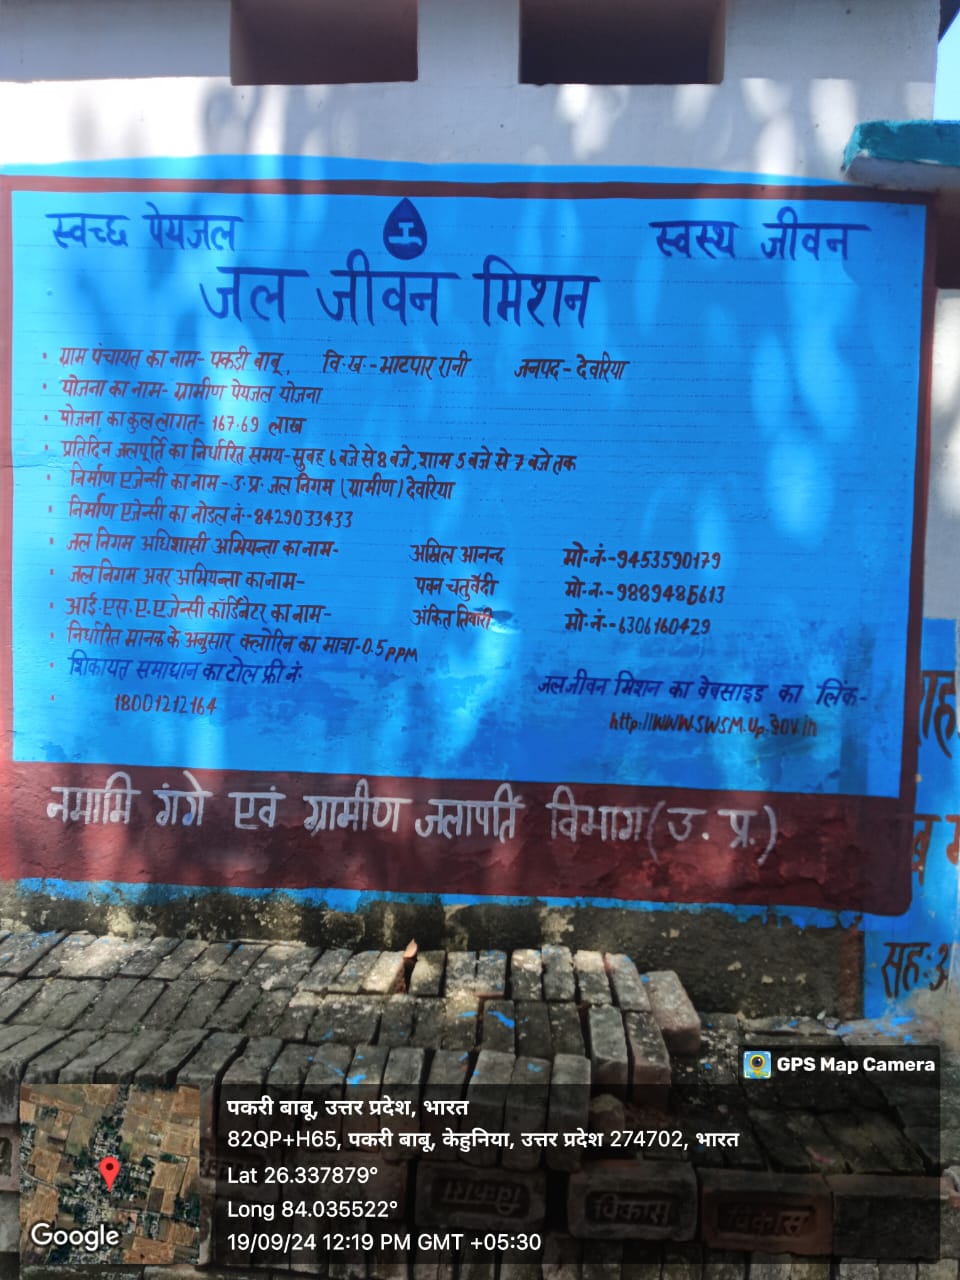 स्वच्छ पेयजल स्वस्थ जीवन
जल जीवन मिशन
• ग्राम पंचायत का नाम- पकडी बाबू, वि.ख.-भाटपार रानी जनपद-देवरिया
• योजना का नाम- ग्रामीण पेयजल योजना
• योजना का कुल लागत- 167.69 लाख
• प्रतिदिन जलपूर्ति का निर्धारित समय-सुबह 6 बजे से 8 बजे, शाम 5 बजे से 7 बजे तक
• निर्माण एजेन्सी का नाम-उ.प्र. जल निगम (ग्रामीण) देवरिया
• निर्माण एजेन्सी का नोडल नं.-8429033433
• जल निगम अधिशासी अभियन्ता का नाम- अखिल आनन्द मो.नं.-9453590179
• जल निगम अवर अभियन्ता का नाम- पवन चतुर्वेदी मो.न.-9889485613
• आई.एस.ए.एजेन्सी कॉर्डिनेटर का नाम- अंकित तिवारी मो.नं.-6306160429
• निर्धारित मानक के अनुसार क्लोरिन का मात्रा-0.5 PPM
• शिकायत समाधान का टोल फ्री नं.
• 18001212164
जल जीवन मिशन का वेबसाइड का लिंक-
http://WWW.SWSM.Up.gov.in
नमामि गंगे एवं ग्रामीण जलापर्ति विभाग (उ. प्र.)
सह:
विकास
GPS Map Camera
पकरी बाबू, उत्तर प्रदेश, भारत
82QP+H65, पकरी बाबू, केहुनिया, उत्तर प्रदेश 274702, भारत
Lat 26.337879°
Long 84.035522°
19/09/24 12:19 PM GMT +05:30
Google